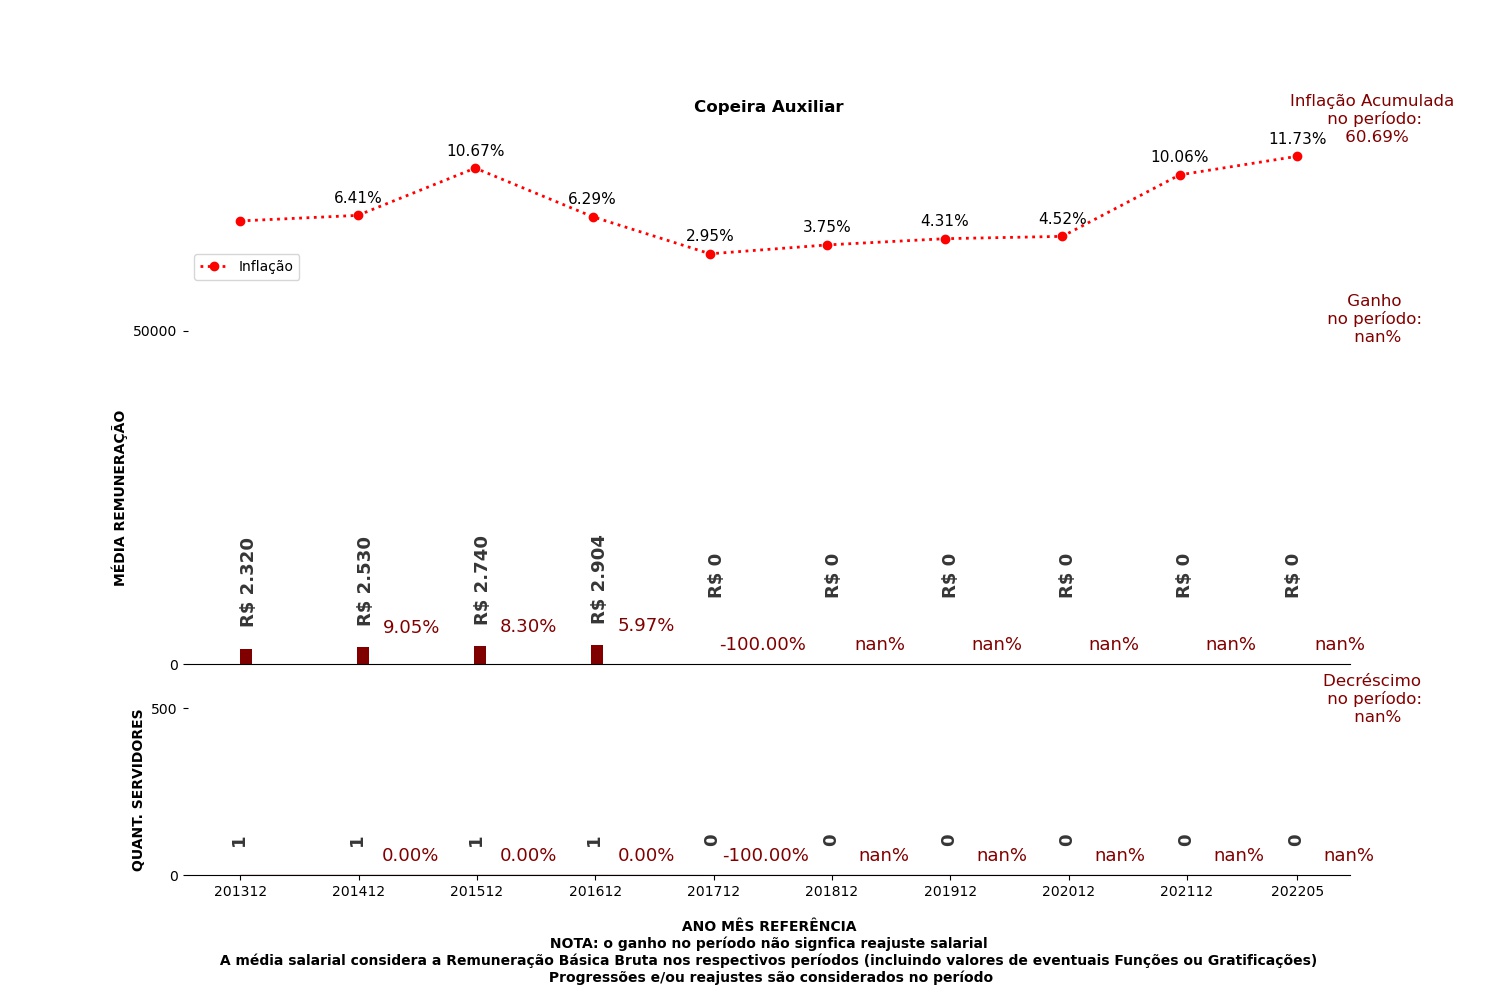 Copeira Auxiliar
Inflação Acumulada
no período:
60.69%
6.41%
10.67%
6.29%
2.95%
3.75%
4.31%
4.52%
10.06%
11.73%
Inflação
Ganho
no período:
nan%
50000
0
MÉDIA REMUNERAÇÃO
R$ 2.320
R$ 2.530
R$ 2.740
R$ 2.904
R$ 0
R$ 0
R$ 0
R$ 0
R$ 0
R$ 0
9.05%
8.30%
5.97%
-100.00%
nan%
nan%
nan%
nan%
nan%
Decréscimo
no período:
nan%
500
0
QUANT. SERVIDORES
1
1
1
1
0
0
0
0
0
0
0.00%
0.00%
0.00%
-100.00%
nan%
nan%
nan%
nan%
nan%
201312
201412
201512
201612
201712
201812
201912
202012
202112
202205
ANO MÊS REFERÊNCIA
NOTA: o ganho no período não signfica reajuste salarial
A média salarial considera a Remuneração Básica Bruta nos respectivos períodos (incluindo valores de eventuais Funções ou Gratificações)
Progressões e/ou reajustes são considerados no período